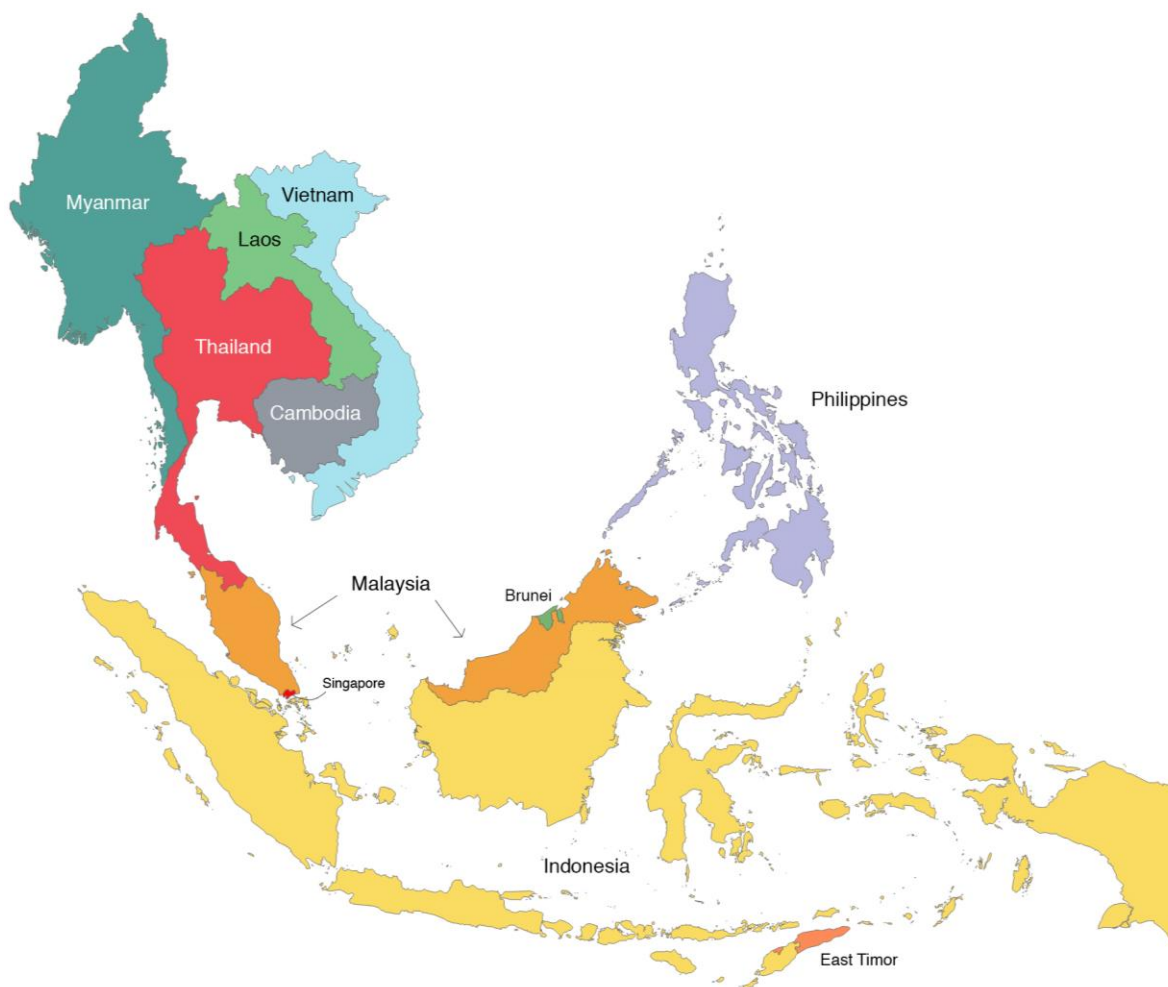 Myanmar
Vietnam
Laos
Thailand
Cambodia
Philippines
Malaysia
Brunei
Singapore
Indonesia
East Timor